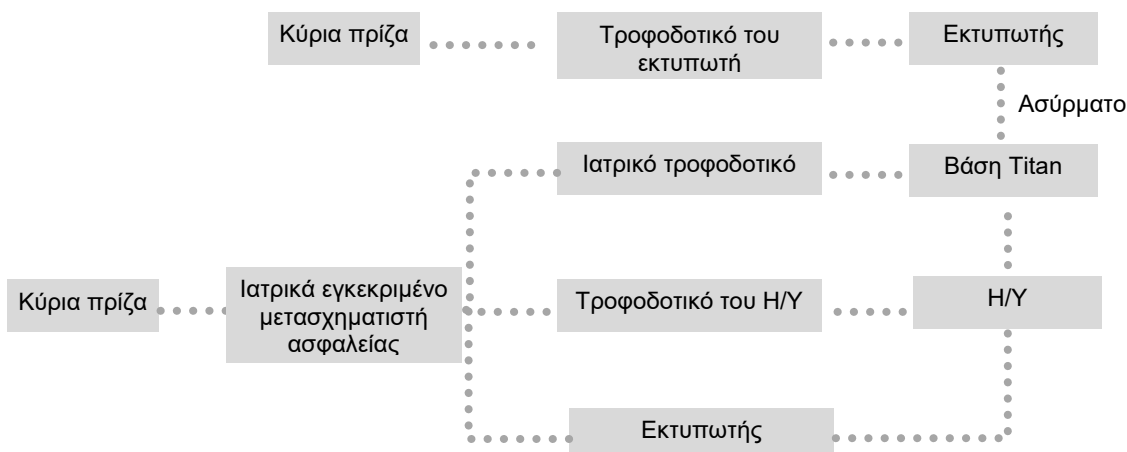 Κύρια πρίζα
Τροφοδοτικό του
εκτυπωτή
Εκτυπωτής
Ασύρματο
Ιατρικό τροφοδοτικό
Βάση Titan
Κύρια πρίζα
Ιατρικά εγκεκριμένο
μετασχηματιστή
ασφαλείας
Τροφοδοτικό του Η/Υ
Η/Υ
Εκτυπωτής